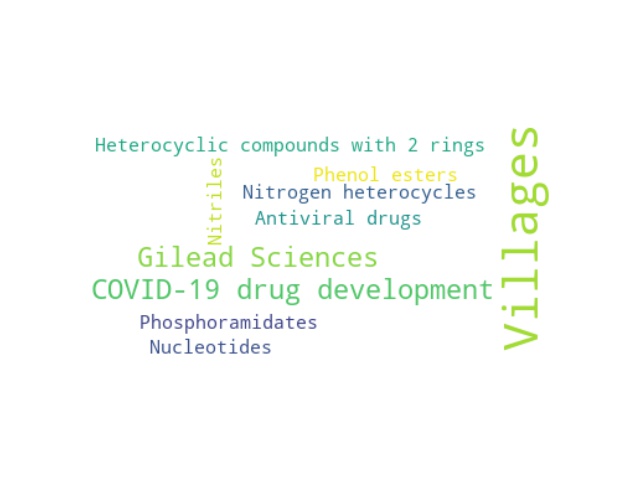 Heterocyclic compounds with 2 rings
Phenol esters
Nitriles
Nitrogen heterocycles
Antiviral drugs
Gilead Sciences
COVID-19 drug development
Phosphoramidates
Nucleotides
Villages